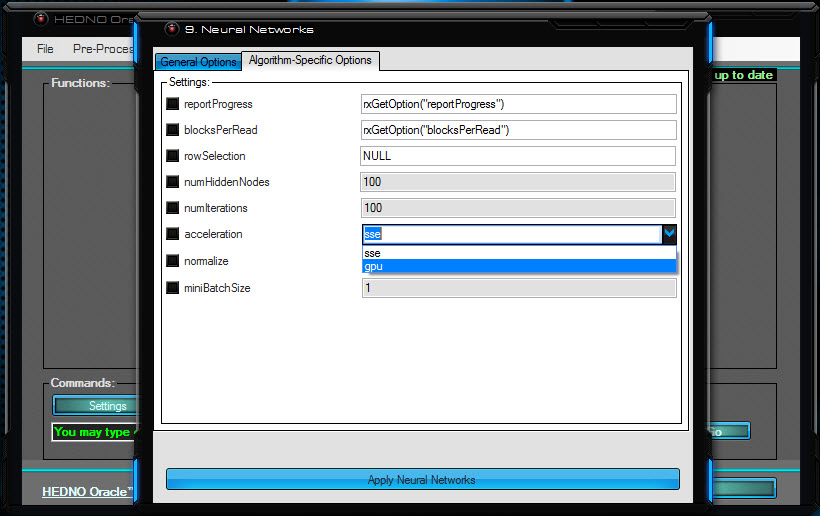 HEDNO Ora
9. Neural Networks
File Pre-Proces
up to date
General Options Algorithm-Specific Options
Functions:
Settings:
reportProgress rxGetOption("reportProgress")
blocksPerRead rxGetOption("blocksPerRead")
rowSelection NULL
numHiddenNodes 100
numIterations 100
acceleration sse
sse
normalize
gpu
miniBatchSize 1
Commands:
Settings
You may type
Apply Neural Networks
HEDNO Oracle™